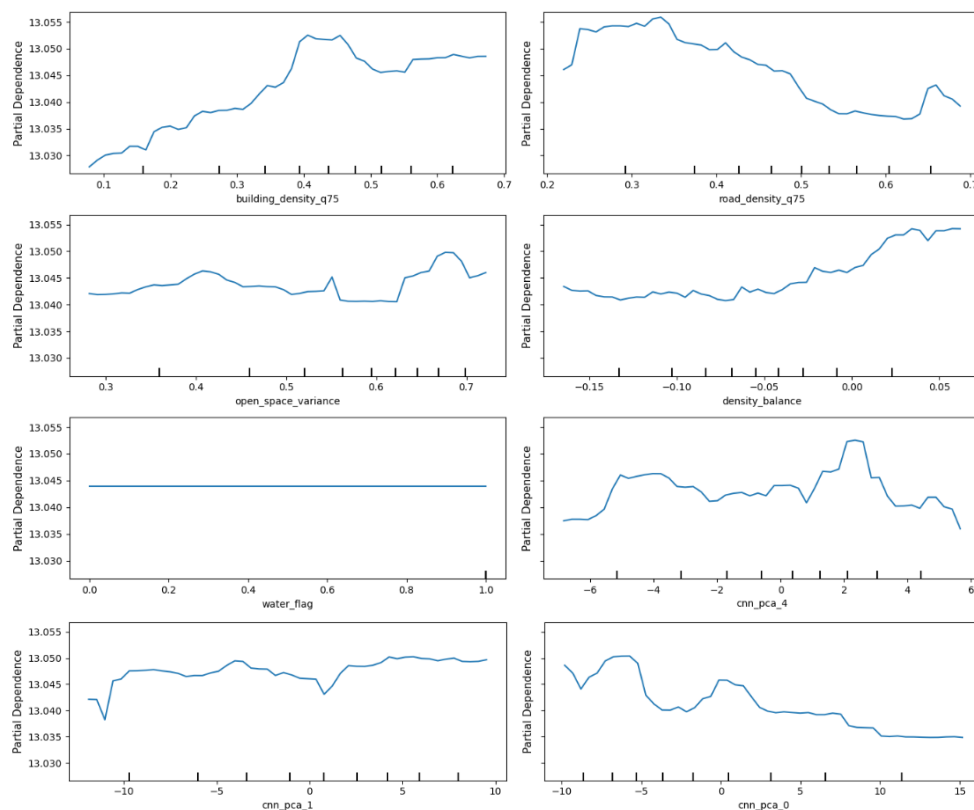 Partial Dependence
13.055
13.050
13.045
13.040
13.035
13.030
0.1 0.2 0.3 0.4 0.5 0.6 0.7
building_density_q75
Partial Dependence
0.2 0.3 0.4 0.5 0.6 0.7
road_density_q75
Partial Dependence
13.055
13.050
13.045
13.040
13.035
13.030
0.3 0.4 0.5 0.6 0.7
open_space_variance
Partial Dependence
−0.15 −0.10 −0.05 0.00 0.05
density_balance
Partial Dependence
13.055
13.050
13.045
13.040
13.035
13.030
0.0 0.2 0.4 0.6 0.8 1.0
water_flag
Partial Dependence
−6 −4 −2 0 2 4 6
cnn_pca_4
Partial Dependence
13.055
13.050
13.045
13.040
13.035
13.030
−10 −5 0 5 10
cnn_pca_1
Partial Dependence
−10 −5 0 5 10 15
cnn_pca_0